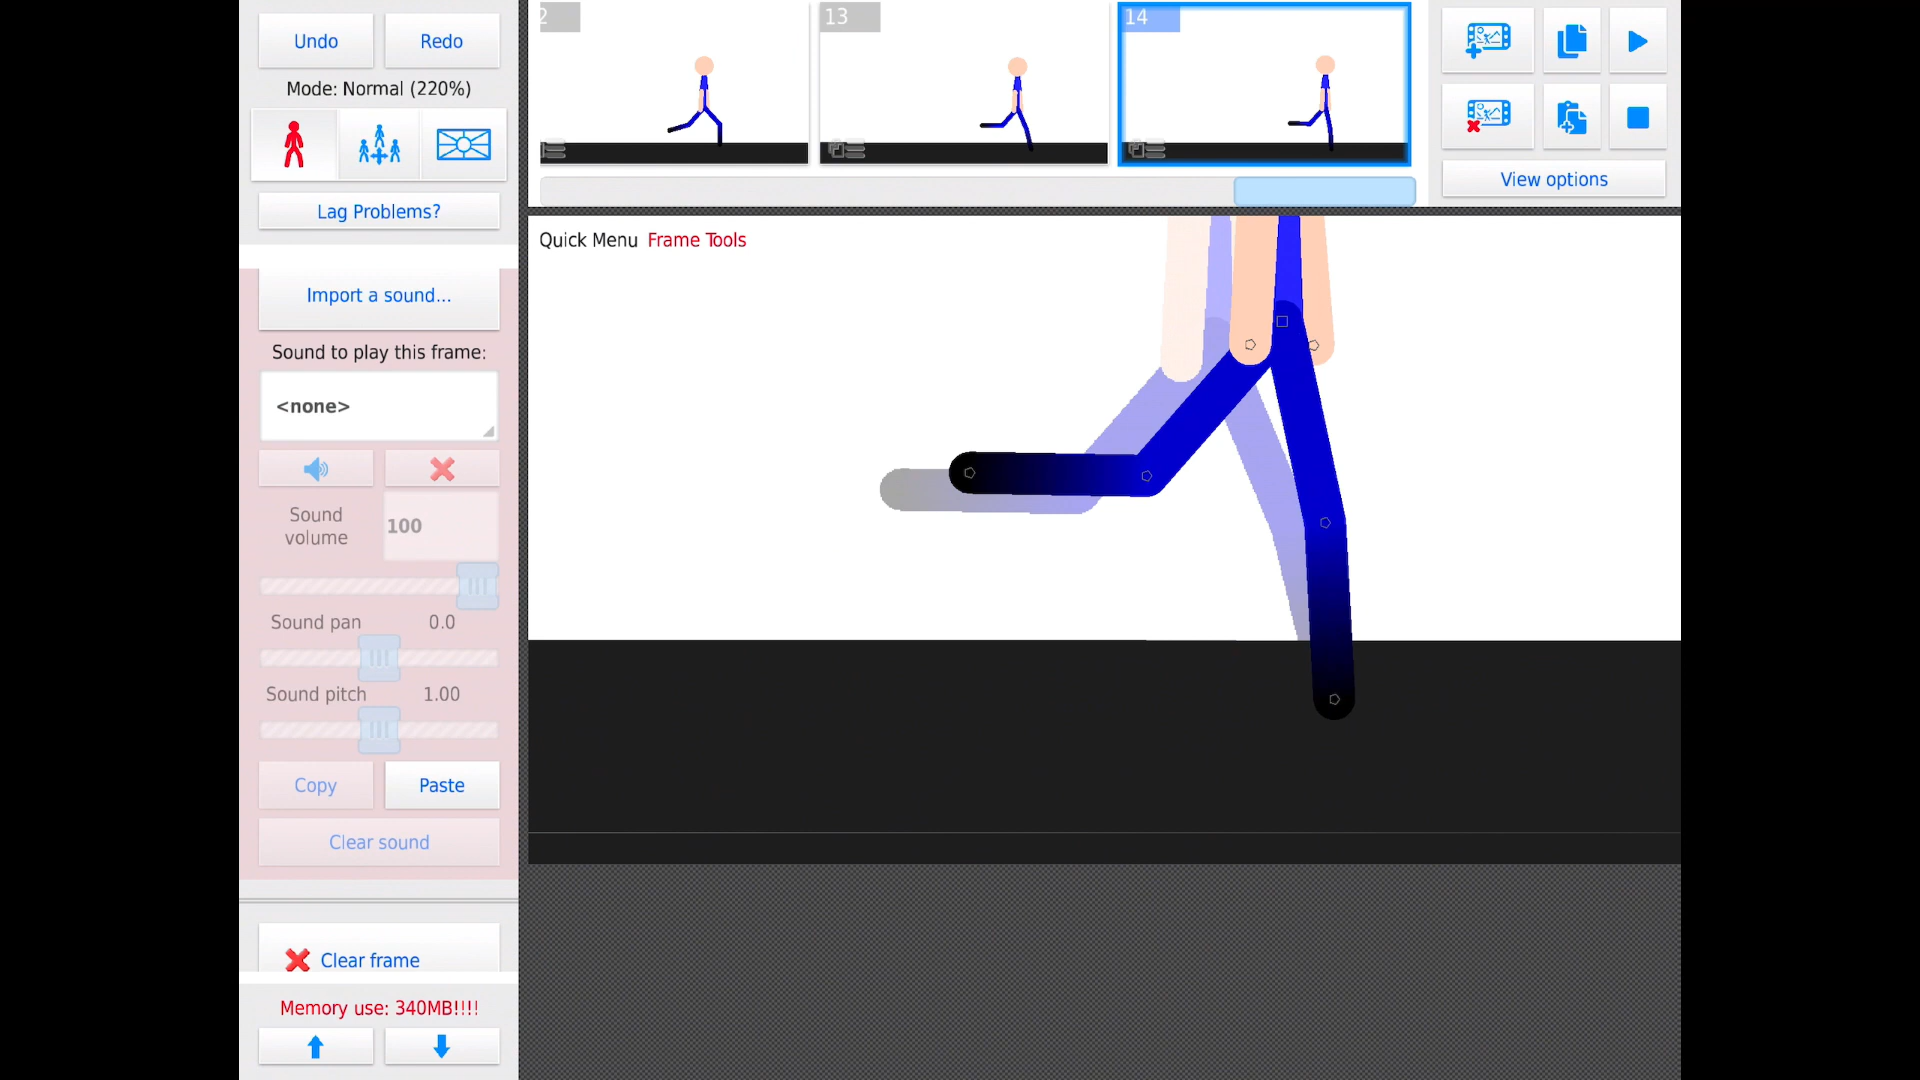 Undo
Redo
Mode: Normal (220%)
Lag Problems?
Import a sound...
Sound to play this frame:
<none>
Sound volume
100
Sound pan
0.0
Sound pitch
1.00
Copy
Paste
Clear sound
Clear frame
Memory use: 340MB!!!!
2
13
14
View options
Quick Menu
Frame Tools